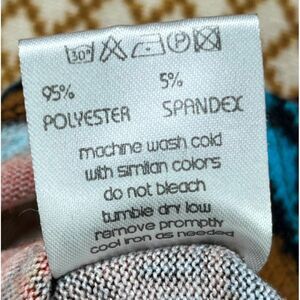 30°
P
95% 5%
POLYESTER SPANDEX
machine wash cold
with similan colors
do not bleach
tumble dry low
remove promptly
cool iron as needed